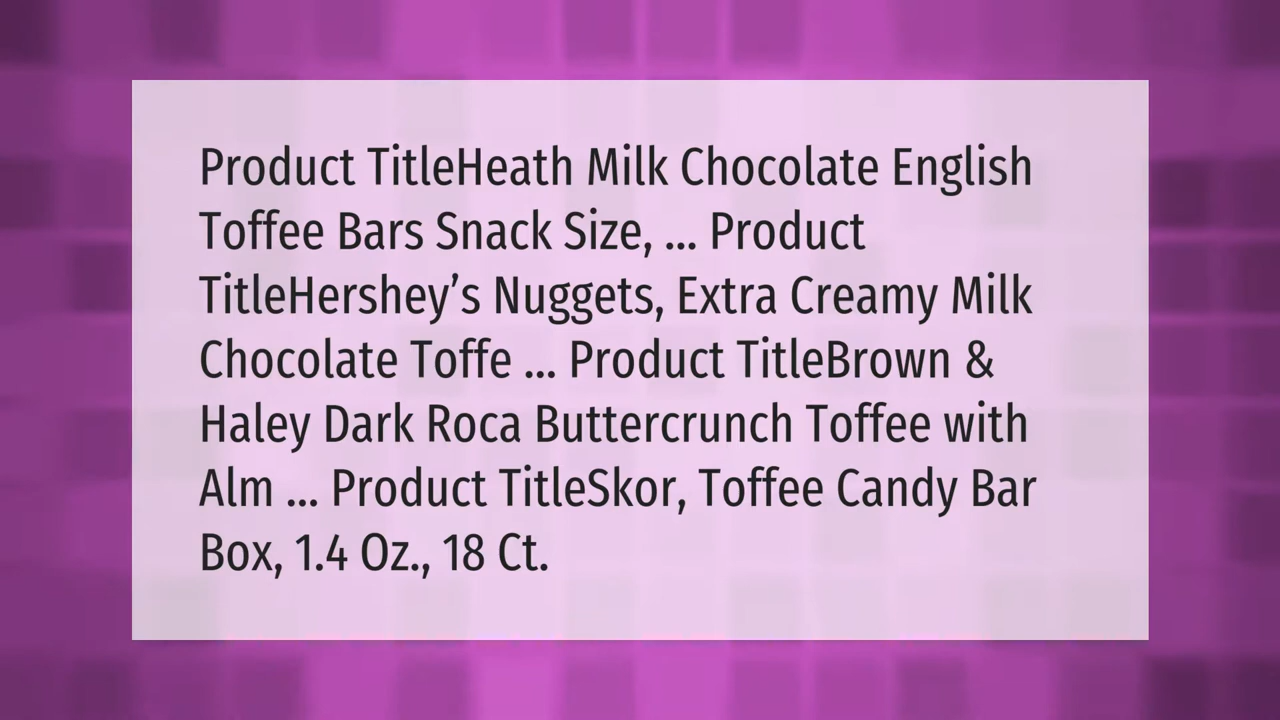 Product TitleHeath Milk Chocolate English
Toffee Bars Snack Size, ... Product
TitleHershey’s Nuggets, Extra Creamy Milk
Chocolate Toffe ... Product TitleBrown &
Haley Dark Roca Buttercrunch Toffee with
Alm ... Product TitleSkor, Toffee Candy Bar
Box, 1.4 Oz., 18 Ct.